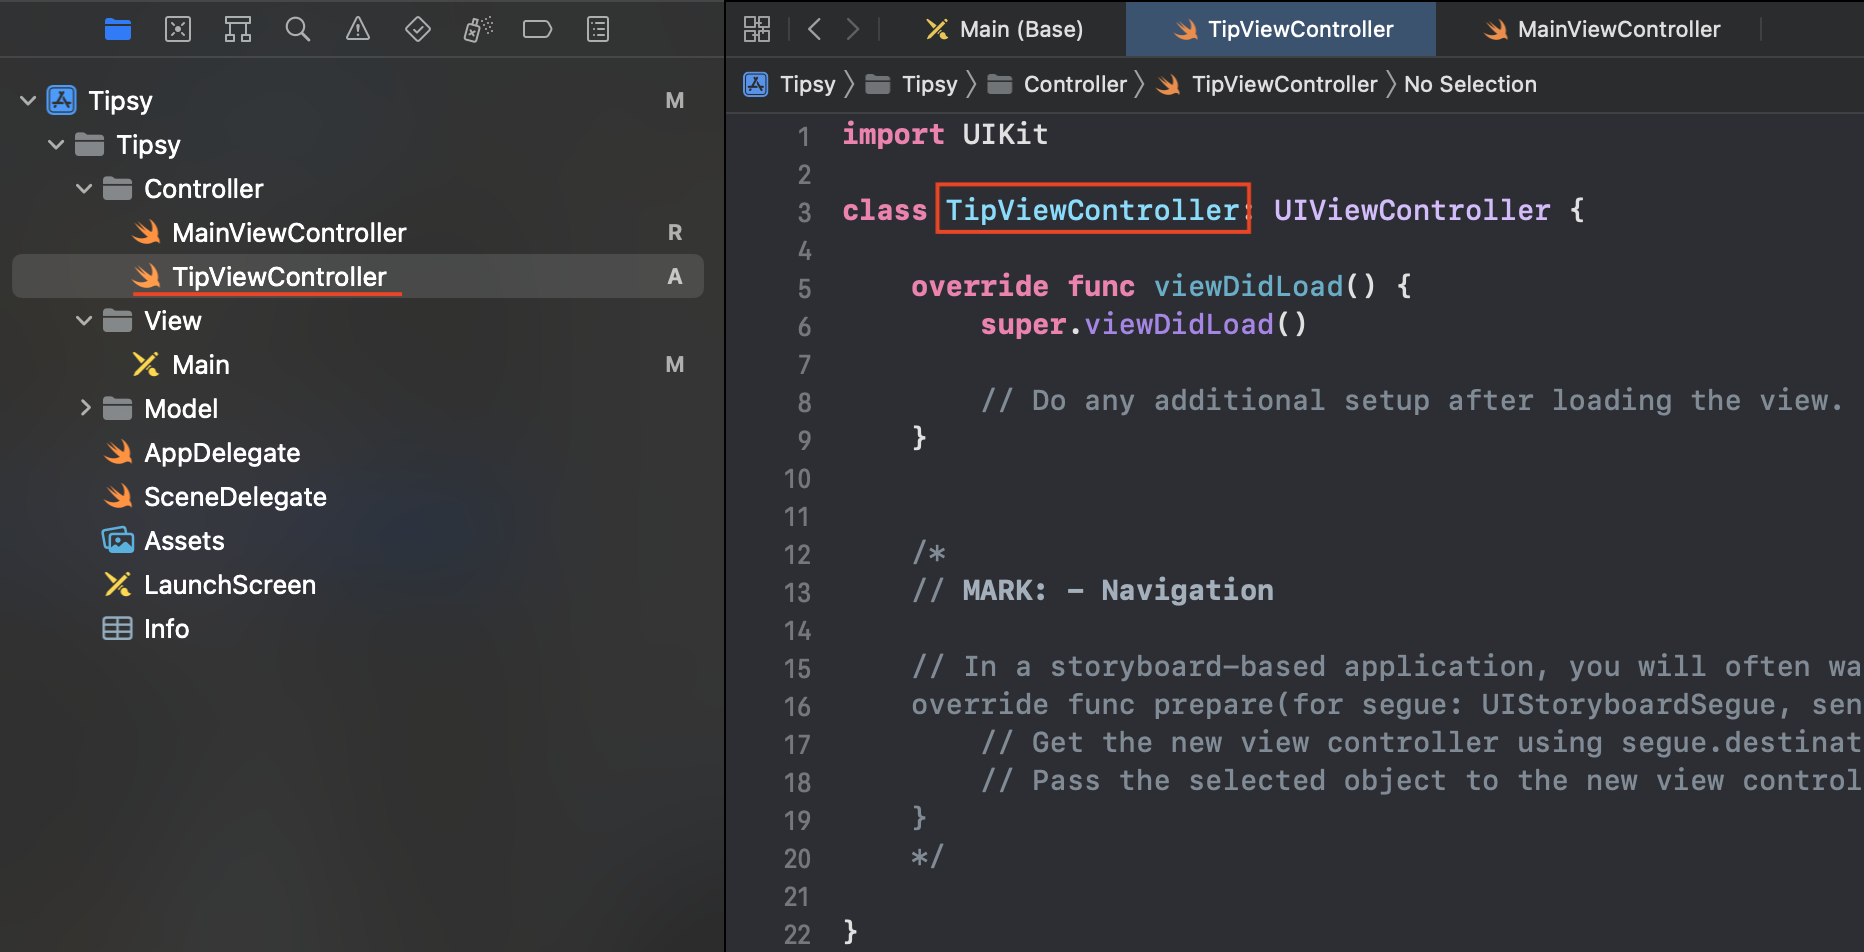 Tipsy M
Tipsy
Controller
MainViewController R
TipViewController A
View
Main M
Model
AppDelegate
SceneDelegate
Assets
LaunchScreen
Info
Main (Base) TipViewController MainViewController
Tipsy Tipsy Controller TipViewController No Selection
1 import UIKit
2
3 class TipViewController: UIViewController {
4
5 override func viewDidLoad() {
6 super.viewDidLoad()
7
8 // Do any additional setup after loading the view.
9 }
10
11
12 /*
13 // MARK: - Navigation
14
15 // In a storyboard-based application, you will often wa
16 override func prepare(for segue: UIStoryboardSegue, sen
17 // Get the new view controller using segue.destinat
18 // Pass the selected object to the new view control
19 }
20 */
21
22 }